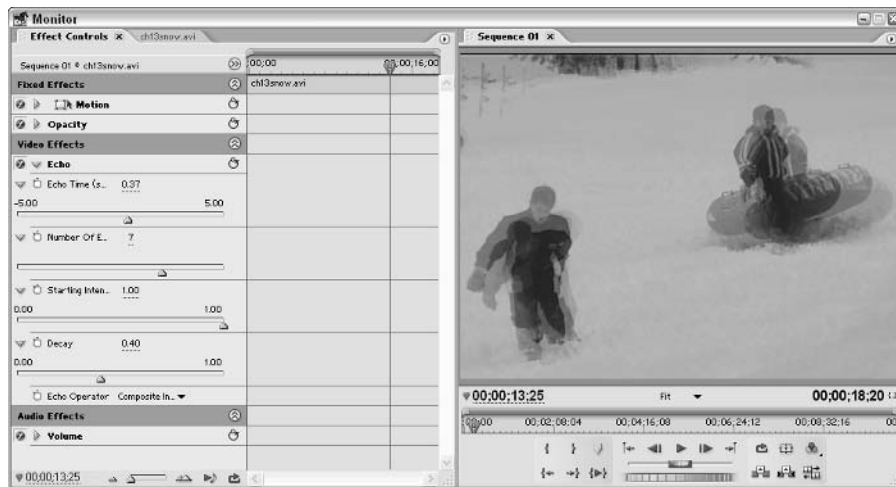 Monitor
Effect Controls x ch13snow.avi
Sequence 01 x
Sequence 01 * ch13snow.avi
;00;00 00;00;16;00
Fixed Effects
ch13snow.avi
Motion
Opacity
Video Effects
Echo
Echo Time (s... 0.37
-5.00 5.00
Number Of E... 7
Starting Inten... 1.00
0.00 1.00
Decay 0.40
0.00 1.00
Echo Operator Composite In...
Audio Effects
Volume
00;00;13;25
00;00;13;25 Fit 00;00;18;20
;00;00 00;02;08;04 00;04;16;08 00;06;24;12 00;08;32;16 00